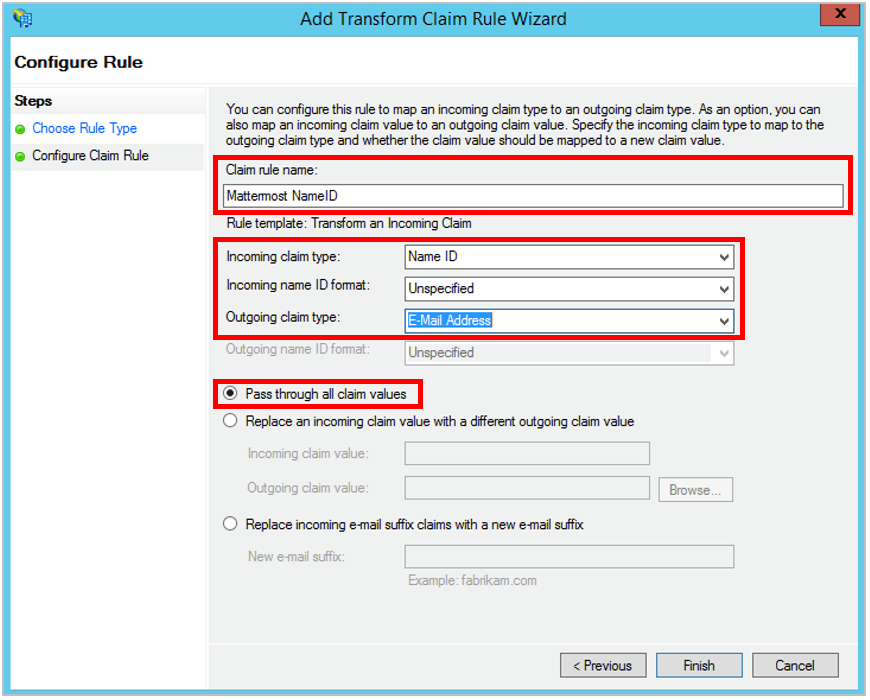 Add Transform Claim Rule Wizard
X
Configure Rule
Steps
Choose Rule Type
Configure Claim Rule
You can configure this rule to map an incoming claim type to an outgoing claim type. As an option, you can
also map an incoming claim value to an outgoing claim value. Specify the incoming claim type to map to the
outgoing claim type and whether the claim value should be mapped to a new claim value.
Claim rule name:
Mattermost NameID
Rule template: Transform an Incoming Claim
Incoming claim type: Name ID
Incoming name ID format: Unspecified
Outgoing claim type: E-Mail Address
Outgoing name ID format: Unspecified
Pass through all claim values
Replace an incoming claim value with a different outgoing claim value
Incoming claim value:
Outgoing claim value: Browse...
Replace incoming e-mail suffix claims with a new e-mail suffix
New e-mail suffix:
Example: fabrikam.com
< Previous Finish Cancel